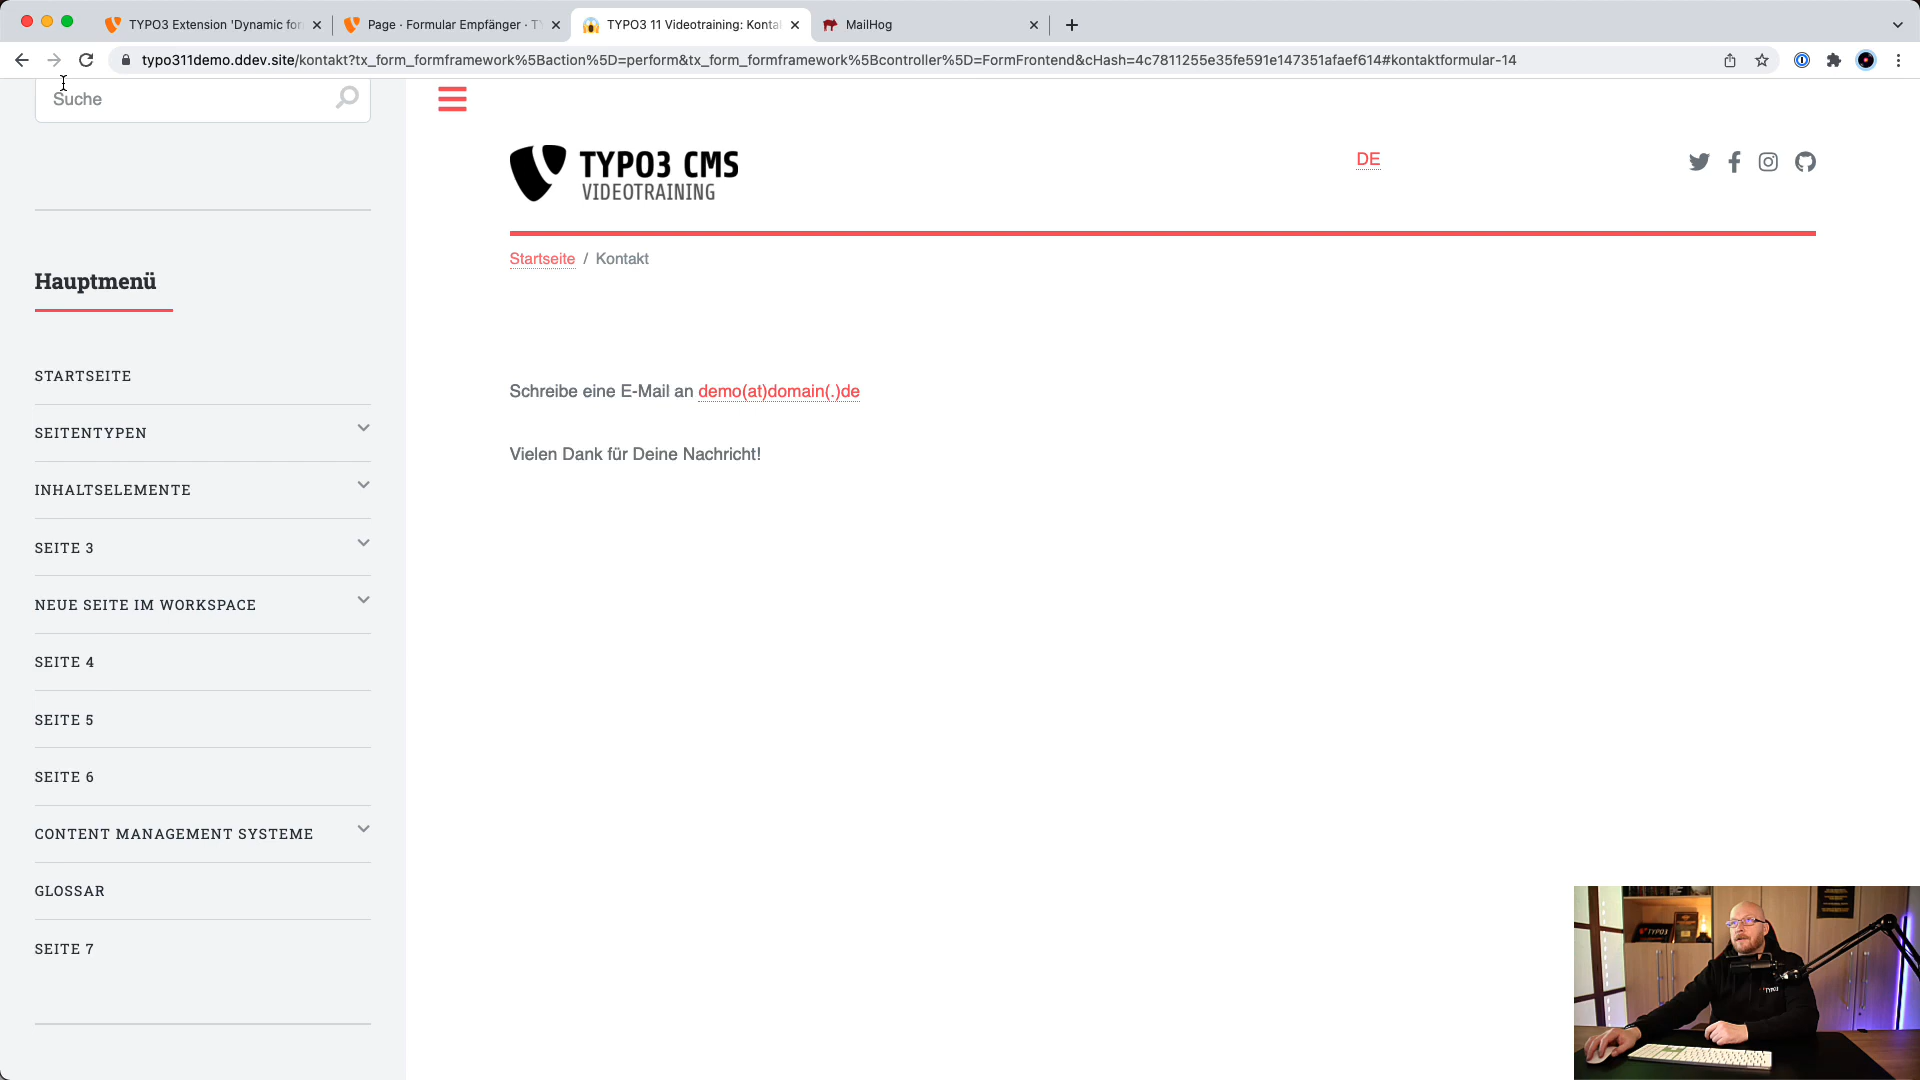 TYPO3 Extension 'Dynamic for
Page · Formular Empfänger · TY
TYPO3 11 Videotraining: Konta
MailHog
typo311demo.ddev.site/kontakt?tx_form_formframework%5Baction%5D=perform&tx_form_formframework%5Bcontroller%5D=FormFrontend&cHash=4c7811255e35fe591e147351afaef614#kontaktformular-14
Suche
TYPO3 CMS
VIDEOTRAINING
DE
Startseite / Kontakt
Hauptmenü
STARTSEITE
SEITENTYPEN
INHALTSELEMENTE
SEITE 3
NEUE SEITE IM WORKSPACE
SEITE 4
SEITE 5
SEITE 6
CONTENT MANAGEMENT SYSTEME
GLOSSAR
SEITE 7
Schreibe eine E-Mail an demo(at)domain(.)de
Vielen Dank für Deine Nachricht!
TYPO3